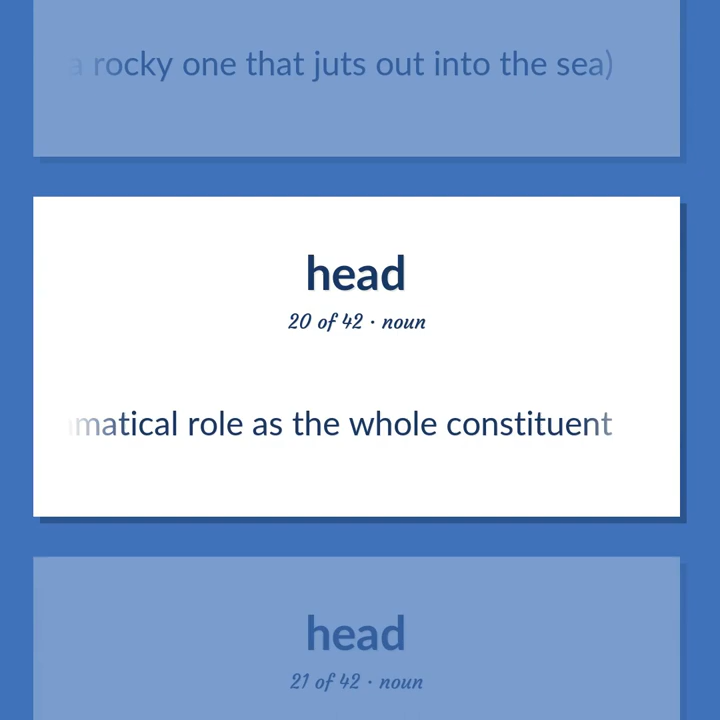 a rocky one that juts out into the sea)
head
20 of 42 · noun
matical role as the whole constituent
head
21 of 42 · noun